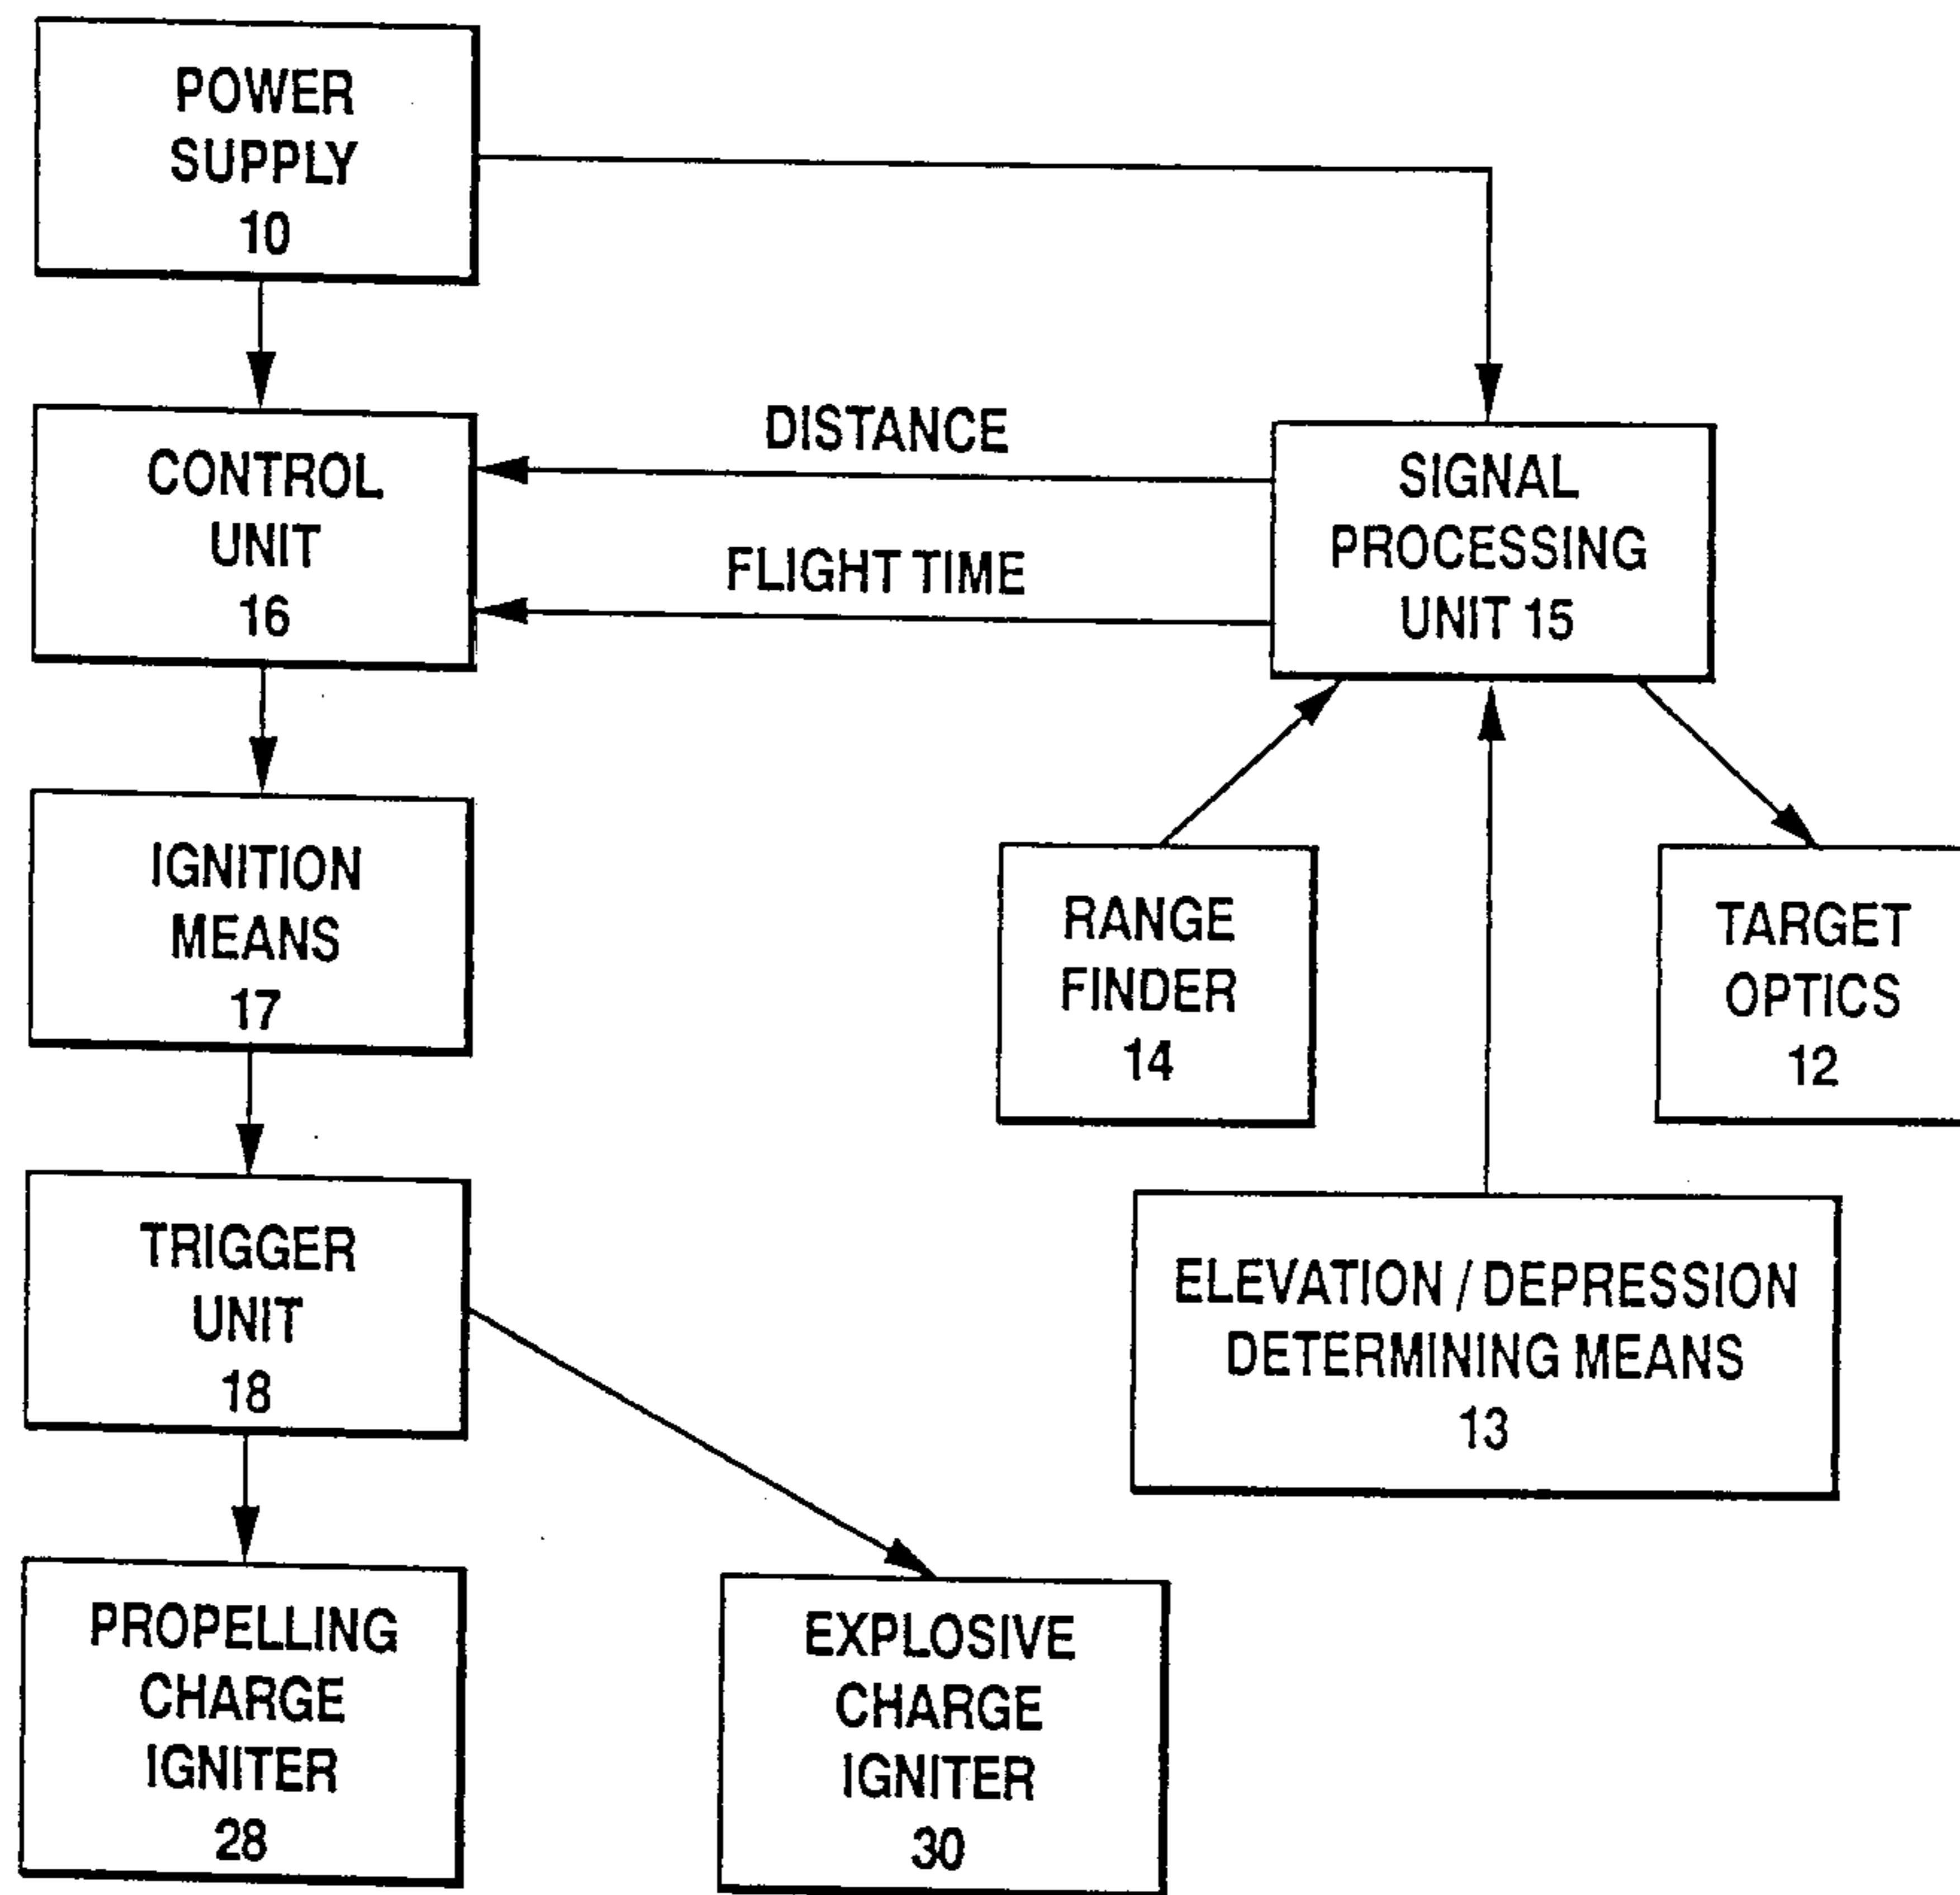 POWER
SUPPLY
10
CONTROL
UNIT
16
DISTANCE
FLIGHT TIME
SIGNAL
PROCESSING
UNIT 15
IGNITION
MEANS
17
RANGE
FINDER
14
TARGET
OPTICS
12
TRIGGER
UNIT
18
ELEVATION / DEPRESSION
DETERMINING MEANS
13
PROPELLING
CHARGE
IGNITER
28
EXPLOSIVE
CHARGE
IGNITER
30